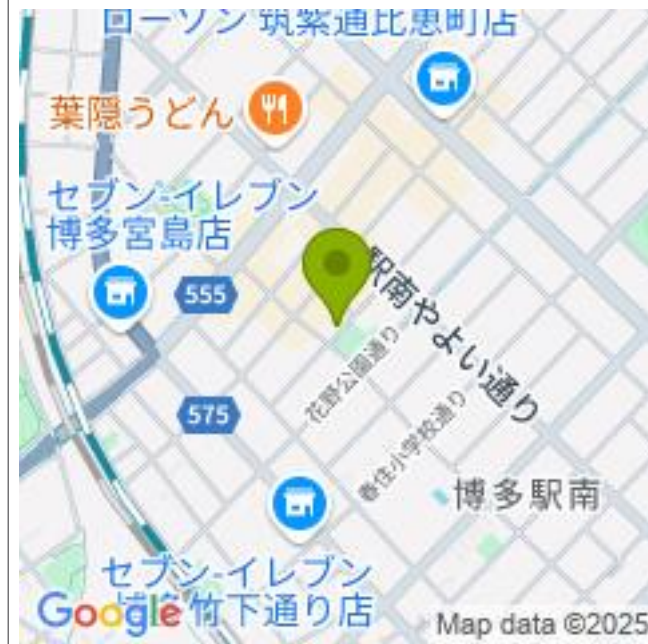 ローソン 筑紫通比恵町店
葉隠うどん
セブン-イレブン
博多宮島店
555
駅南やよい通り
花野公園通り
575
春住小学校通り
博多駅南
セブン-イレブン
博多竹下通り店
Google
Map data ©2025